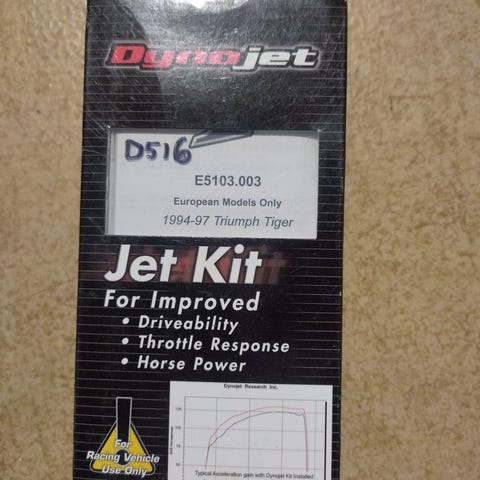 Dynojet
D516
E5103.003
European Models Only
1994-97 Triumph Tiger
Jet Kit
For Improved
• Driveability
• Throttle Response
• Horse Power
Dynojet Research Inc.
For
Racing Vehicle
Use Only
Typical Acceleration gain with Dynojet Kit Installed